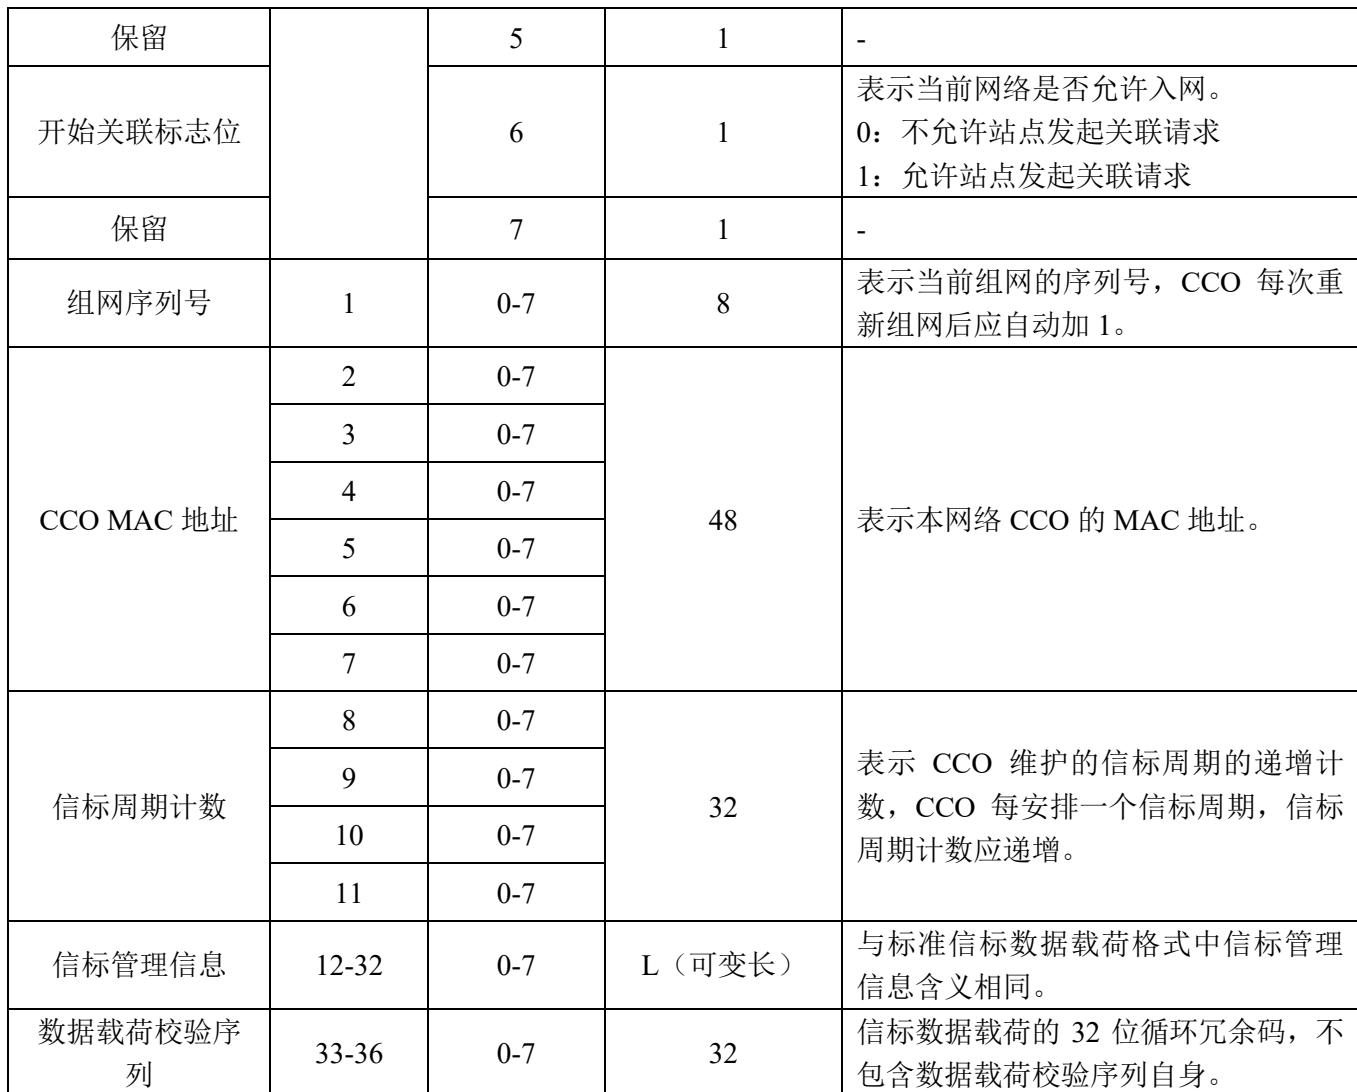 保留 5 1 -
开始关联标志位 6 1 表示当前网络是否允许入网。
0：不允许站点发起关联请求
1：允许站点发起关联请求
保留 7 1 -
组网序列号 1 0-7 8 表示当前组网的序列号，CCO 每次重
新组网后应自动加 1。
CCO MAC 地址 2 0-7 48 表示本网络 CCO 的 MAC 地址。
3 0-7
4 0-7
5 0-7
6 0-7
7 0-7
信标周期计数 8 0-7 32 表示 CCO 维护的信标周期的递增计
数，CCO 每安排一个信标周期，信标
周期计数应递增。
9 0-7
10 0-7
11 0-7
信标管理信息 12-32 0-7 L（可变长） 与标准信标数据载荷格式中信标管理
信息含义相同。
数据载荷校验序
列 33-36 0-7 32 信标数据载荷的 32 位循环冗余码，不
包含数据载荷校验序列自身。